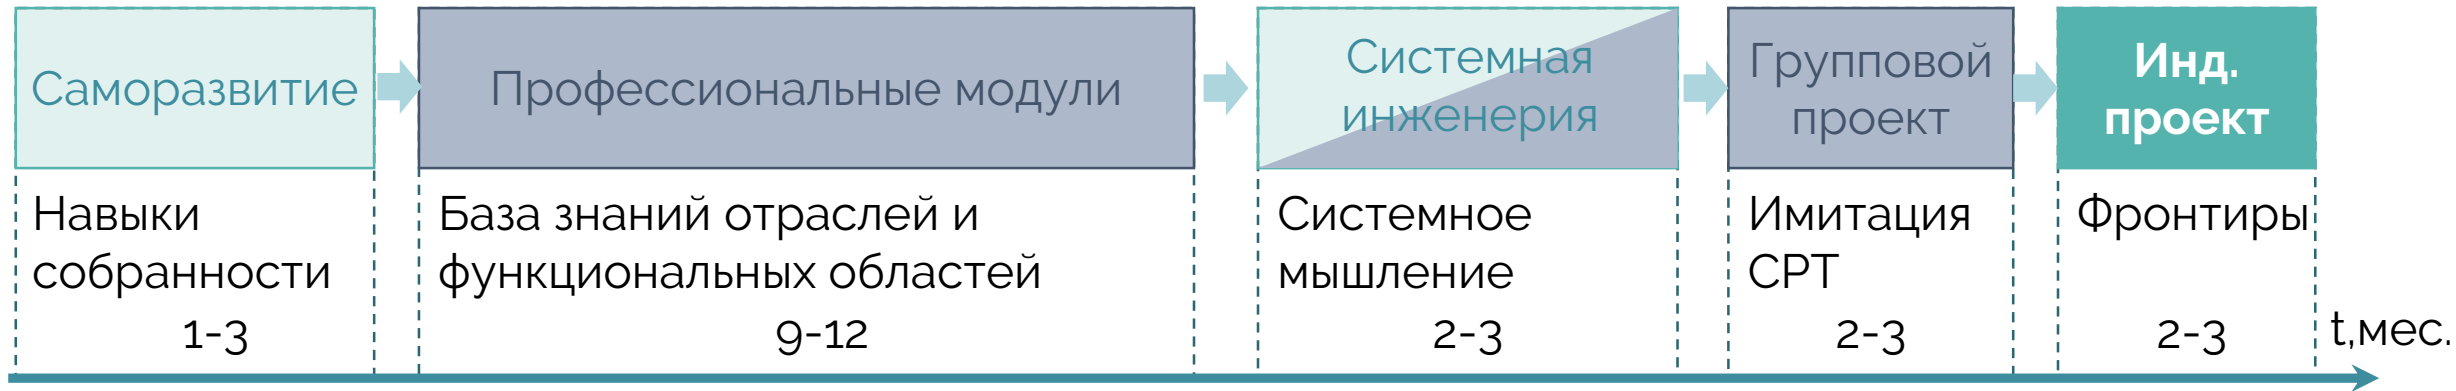 Саморазвитие
Профессиональные модули
Системная
инженерия
Групповой
проект
Инд.
проект
Навыки
собранности
1-3
База знаний отраслей и
функциональных областей
9-12
Системное
мышление
2-3
Имитация
СРТ
2-3
Фронтиры
2-3
t,мес.